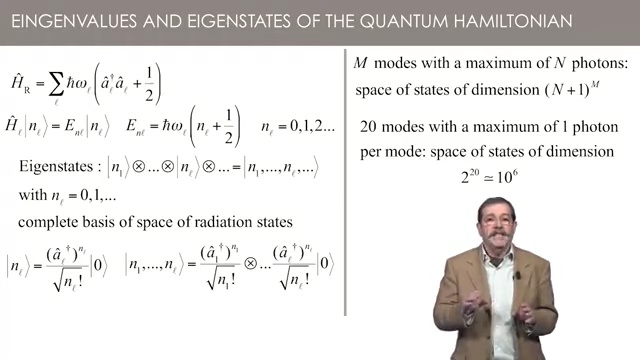 EINGENVALUES AND EIGENSTATES OF THE QUANTUM HAMILTONIAN
Ĥ_R = ∑_ℓ ħω_ℓ (â_ℓ† â_ℓ + 1/2)
Ĥ_ℓ |n_ℓ⟩ = E_nℓ |n_ℓ⟩ E_nℓ = ħω_ℓ (n_ℓ + 1/2) n_ℓ = 0,1,2...
Eigenstates : |n_1⟩ ⊗ ... ⊗ |n_ℓ⟩ ⊗ ... = |n_1,...,n_ℓ,...⟩
with n_ℓ = 0,1,...
complete basis of space of radiation states
|n_ℓ⟩ = (â_ℓ†)^{n_ℓ} / √(n_ℓ!) |0⟩ |n_1,...,n_ℓ⟩ = (â_1†)^{n_1} / √(n_1!) ⊗ ... (â_ℓ†)^{n_ℓ} / √(n_ℓ!) |0⟩
M modes with a maximum of N photons:
space of states of dimension (N+1)^M
20 modes with a maximum of 1 photon
per mode: space of states of dimension
2^20 ≃ 10^6